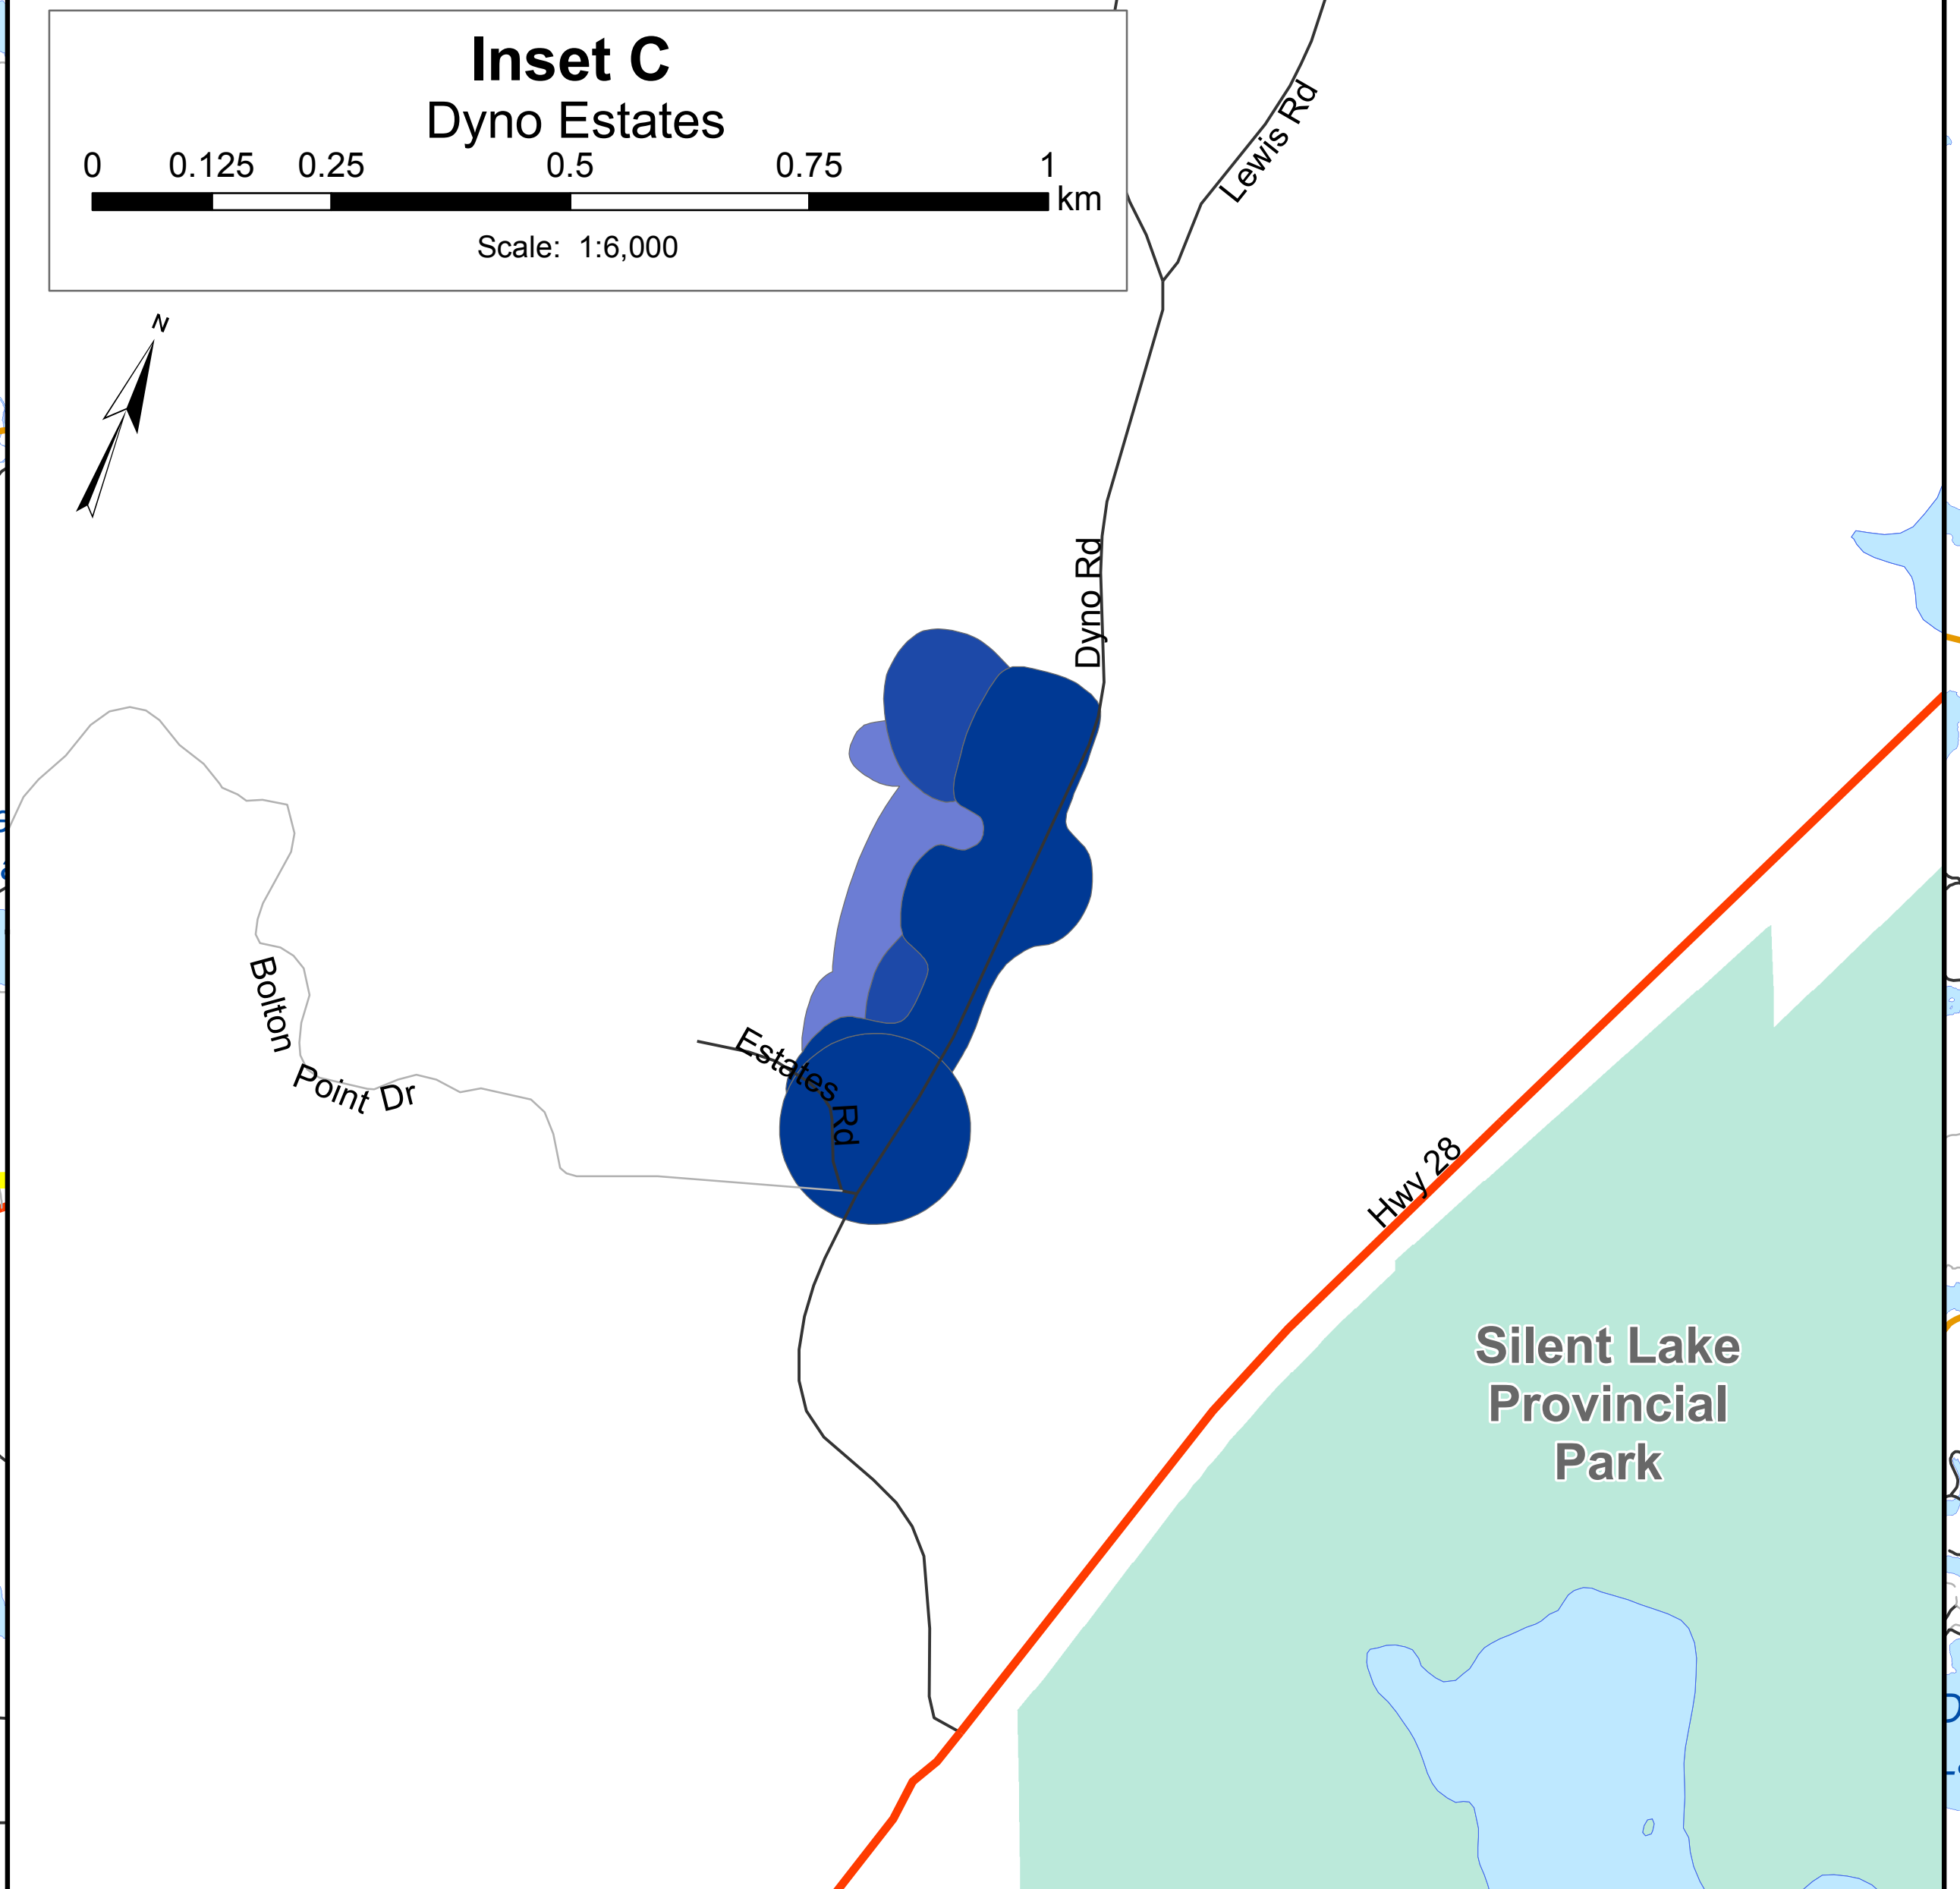 Inset C
Dyno Estates
0 0.125 0.25 0.5 0.75 1
km
Scale: 1:6,000
N
Lewis Rd
Dyno Rd
Bolton
Point Dr
Estates
Rd
Hwy 28
Silent Lake
Provincial
Park